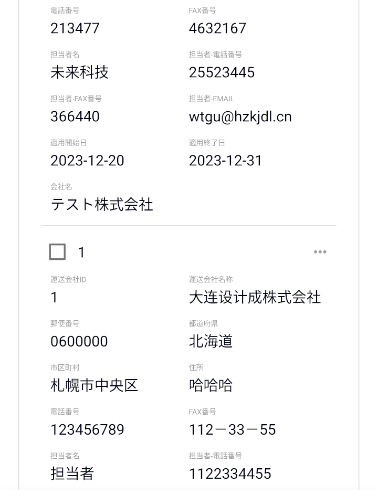 電話番号 FAX番号
213477 4632167
担当者名 担当者-電話番号
未来科技 25523445
担当者-FAX番号 担当者-EMAIL
366440 wtgu@hzkjdl.cn
適用開始日 適用終了日
2023-12-20 2023-12-31
会社名
テスト株式会社
1
運送会社ID 運送会社名称
1 大连设计成株式会社
郵便番号 都道府県
0600000 北海道
市区町村 住所
札幌市中央区 哈哈哈
電話番号 FAX番号
123456789 112－33－55
担当者名 担当者-電話番号
担当者 1122334455